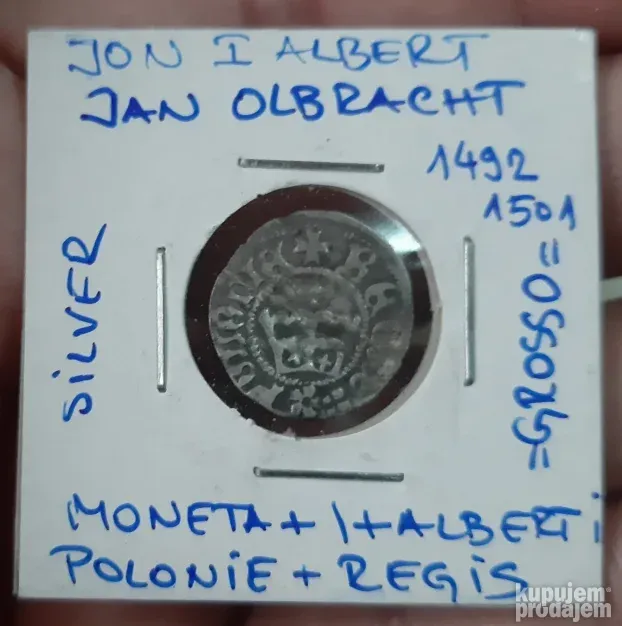 JON I ALBERT
JAN OLBRACHT
1492
1501
SILVER
=GROSSO=
MONETA + I + ALBERTi
POLONiE + REGiS
kupujem
prodajem